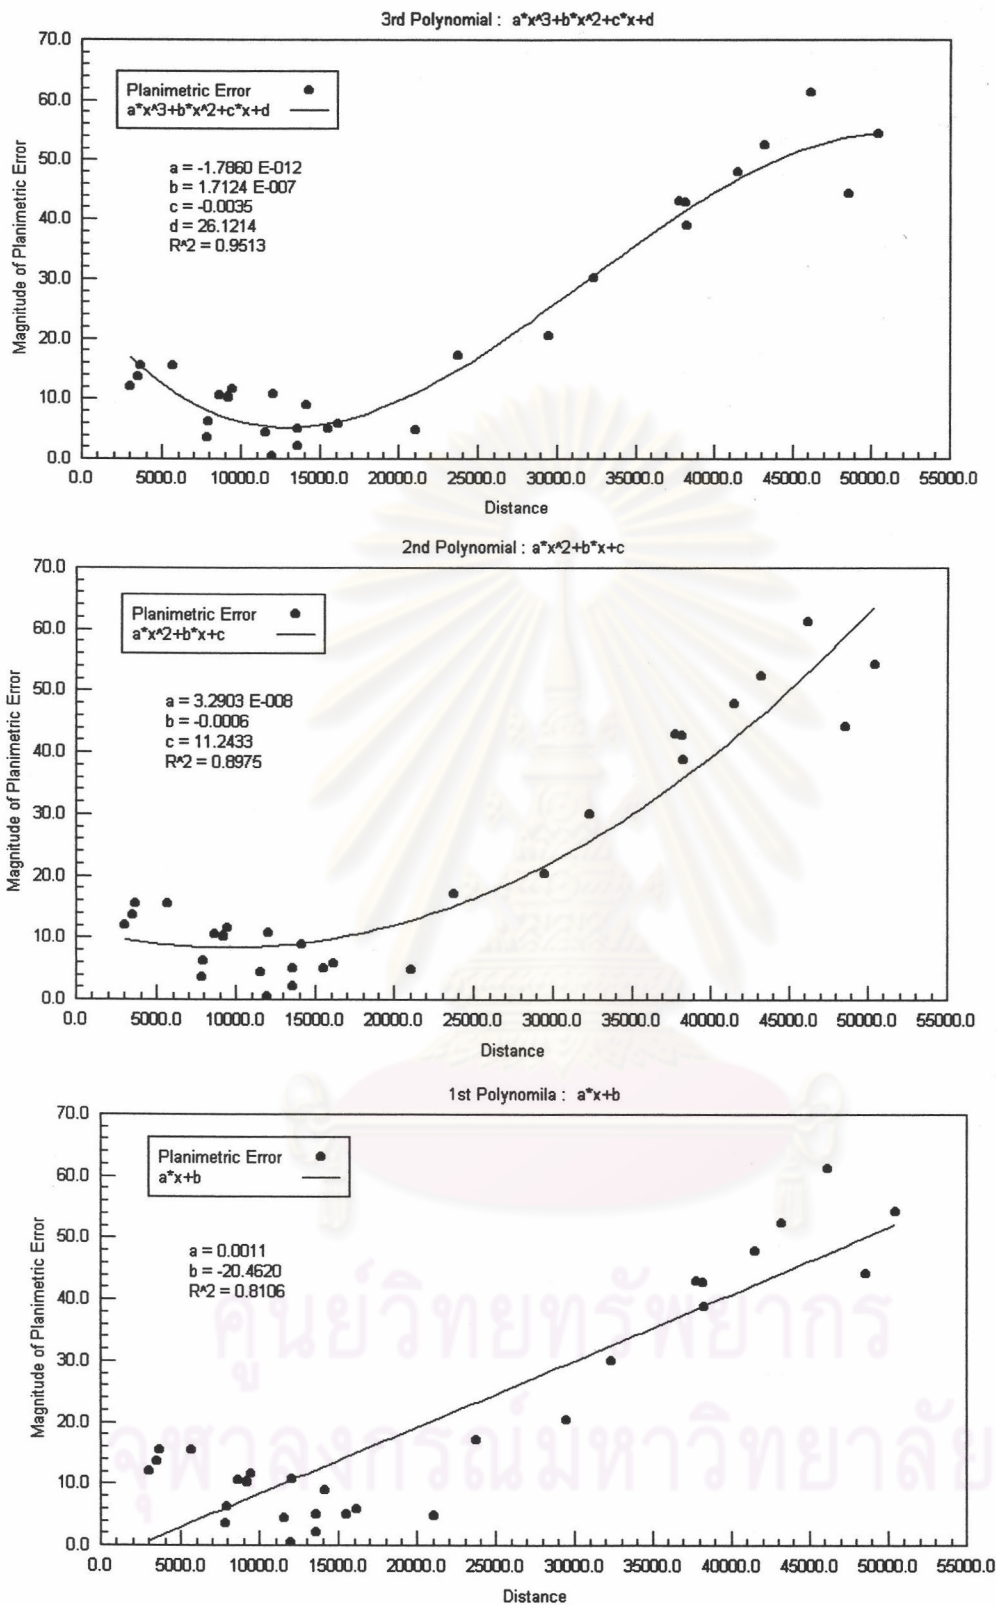 3rd Polynomial : a*x^3+b*x^2+c*x+d
70.0
60.0
50.0
40.0
30.0
20.0
10.0
0.0
Magnitude of Planimetric Error
Planimetric Error
a*x^3+b*x^2+c*x+d
a = -1.7860 E-012
b = 1.7124 E-007
c = -0.0035
d = 26.1214
R^2 = 0.9513
0.0 5000.0 10000.0 15000.0 20000.0 25000.0 30000.0 35000.0 40000.0 45000.0 50000.0 55000.0
Distance
2nd Polynomial : a*x^2+b*x+c
70.0
60.0
50.0
40.0
30.0
20.0
10.0
0.0
Magnitude of Planimetric Error
Planimetric Error
a*x^2+b*x+c
a = 3.2903 E-008
b = -0.0006
c = 11.2433
R^2 = 0.8975
0.0 5000.0 10000.0 15000.0 20000.0 25000.0 30000.0 35000.0 40000.0 45000.0 50000.0 55000.0
Distance
1st Polynomila : a*x+b
70.0
60.0
50.0
40.0
30.0
20.0
10.0
0.0
Magnitude of Planimetric Error
Planimetric Error
a*x+b
a = 0.0011
b = -20.4620
R^2 = 0.8106
0.0 5000.0 10000.0 15000.0 20000.0 25000.0 30000.0 35000.0 40000.0 45000.0 50000.0 55000.0
Distance
ศูนย์วิทยทรัพยากร
จุฬาลงกรณ์มหาวิทยาลัย